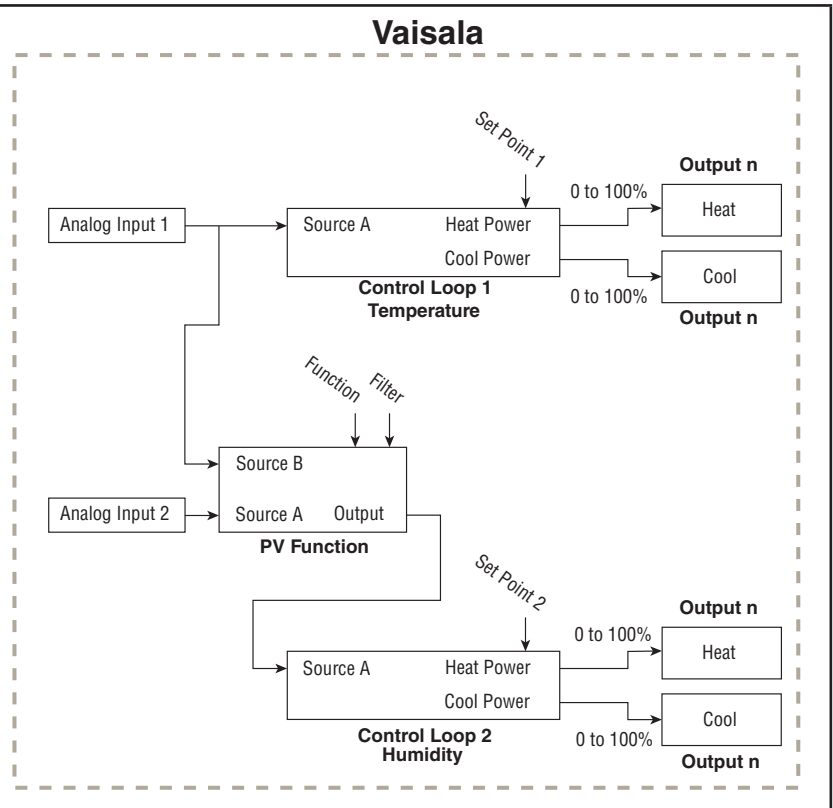 Vaisala
Set Point 1
Output n
0 to 100%
Heat
Analog Input 1
Source A
Heat Power
Cool Power
Cool
Control Loop 1
Temperature
0 to 100%
Output n
Function
Filter
Source B
Analog Input 2
Source A
Output
PV Function
Set Point 2
Output n
0 to 100%
Heat
Source A
Heat Power
Cool Power
Cool
Control Loop 2
Humidity
0 to 100%
Output n